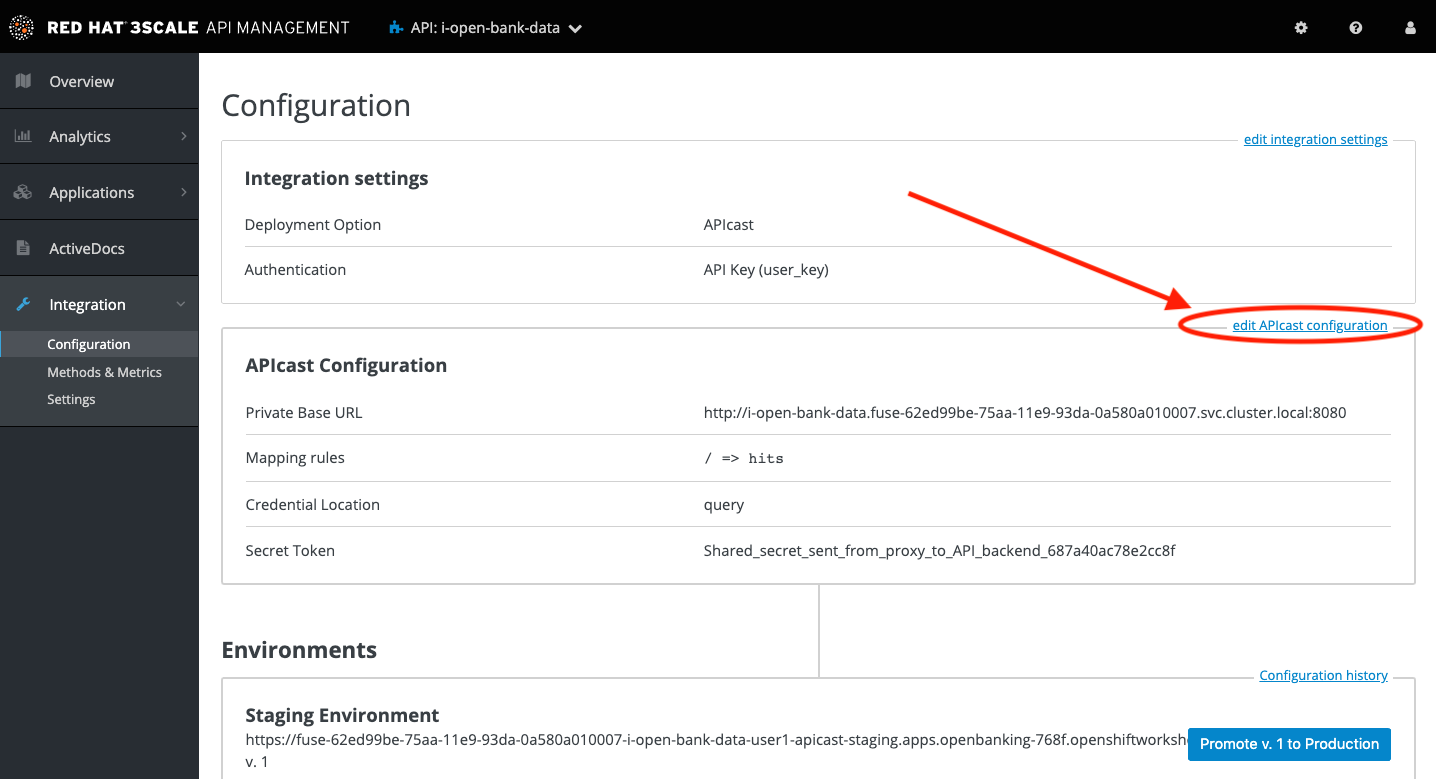 RED HAT 3SCALE API MANAGEMENT
API: i-open-bank-data
Overview
Analytics
Applications
ActiveDocs
Integration
Configuration
Methods & Metrics
Settings
Configuration
edit integration settings
Integration settings
Deployment Option APIcast
Authentication API Key (user_key)
edit APIcast configuration
APIcast Configuration
Private Base URL http://i-open-bank-data.fuse-62ed99be-75aa-11e9-93da-0a580a010007.svc.cluster.local:8080
Mapping rules / => hits
Credential Location query
Secret Token Shared_secret_sent_from_proxy_to_API_backend_687a40ac78e2cc8f
Environments
Configuration history
Staging Environment
https://fuse-62ed99be-75aa-11e9-93da-0a580a010007-i-open-bank-data-user1-apicast-staging.apps.openbanking-768f.openshiftworksh
Promote v. 1 to Production
v. 1